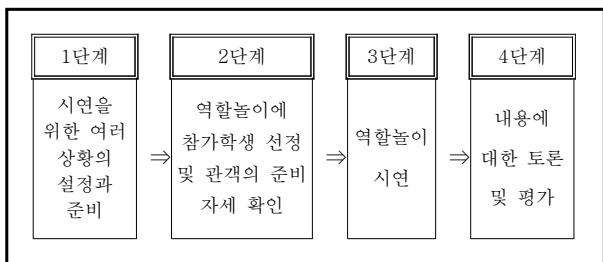 1단계
시연을
위한 여러
상황의
설정과
준비
⇒
2단계
역할놀이에
참가학생 선정
및 관객의 준비
자세 확인
⇒
3단계
역할놀이
시연
⇒
4단계
내용에
대한 토론
및 평가